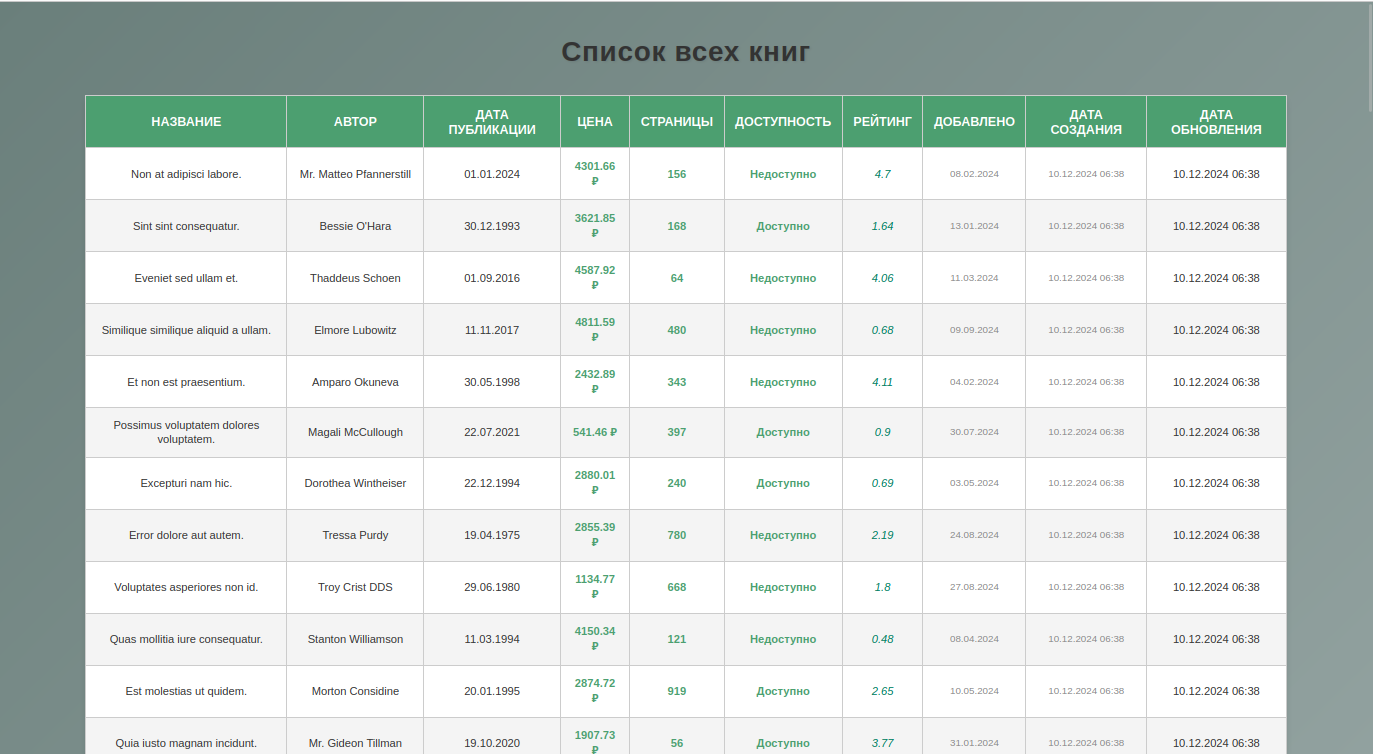 Список всех книг
НАЗВАНИЕ АВТОР ДАТА ПУБЛИКАЦИИ ЦЕНА СТРАНИЦЫ ДОСТУПНОСТЬ РЕЙТИНГ ДОБАВЛЕНО ДАТА СОЗДАНИЯ ДАТА ОБНОВЛЕНИЯ
Non at adipisci labore. Mr. Matteo Pfannerstill 01.01.2024 4301.66 ₽ 156 Недоступно 4.7 08.02.2024 10.12.2024 06:38 10.12.2024 06:38
Sint sint consequatur. Bessie O'Hara 30.12.1993 3621.85 ₽ 168 Доступно 1.64 13.01.2024 10.12.2024 06:38 10.12.2024 06:38
Eveniet sed ullam et. Thaddeus Schoen 01.09.2016 4587.92 ₽ 64 Недоступно 4.06 11.03.2024 10.12.2024 06:38 10.12.2024 06:38
Similique similique aliquid a ullam. Elmore Lubowitz 11.11.2017 4811.59 ₽ 480 Недоступно 0.68 09.09.2024 10.12.2024 06:38 10.12.2024 06:38
Et non est praesentium. Amparo Okuneva 30.05.1998 2432.89 ₽ 343 Недоступно 4.11 04.02.2024 10.12.2024 06:38 10.12.2024 06:38
Possimus voluptatem dolores voluptatem. Magali McCullough 22.07.2021 541.46 ₽ 397 Доступно 0.9 30.07.2024 10.12.2024 06:38 10.12.2024 06:38
Excepturi nam hic. Dorothea Wintheiser 22.12.1994 2880.01 ₽ 240 Доступно 0.69 03.05.2024 10.12.2024 06:38 10.12.2024 06:38
Error dolore aut autem. Tressa Purdy 19.04.1975 2855.39 ₽ 780 Недоступно 2.19 24.08.2024 10.12.2024 06:38 10.12.2024 06:38
Voluptates asperiores non id. Troy Crist DDS 29.06.1980 1134.77 ₽ 668 Недоступно 1.8 27.08.2024 10.12.2024 06:38 10.12.2024 06:38
Quas mollitia iure consequatur. Stanton Williamson 11.03.1994 4150.34 ₽ 121 Недоступно 0.48 08.04.2024 10.12.2024 06:38 10.12.2024 06:38
Est molestias ut quidem. Morton Considine 20.01.1995 2874.72 ₽ 919 Доступно 2.65 10.05.2024 10.12.2024 06:38 10.12.2024 06:38
Quia iusto magnam incidunt. Mr. Gideon Tillman 19.10.2020 1907.73 ₽ 56 Доступно 3.77 31.01.2024 10.12.2024 06:38 10.12.2024 06:38